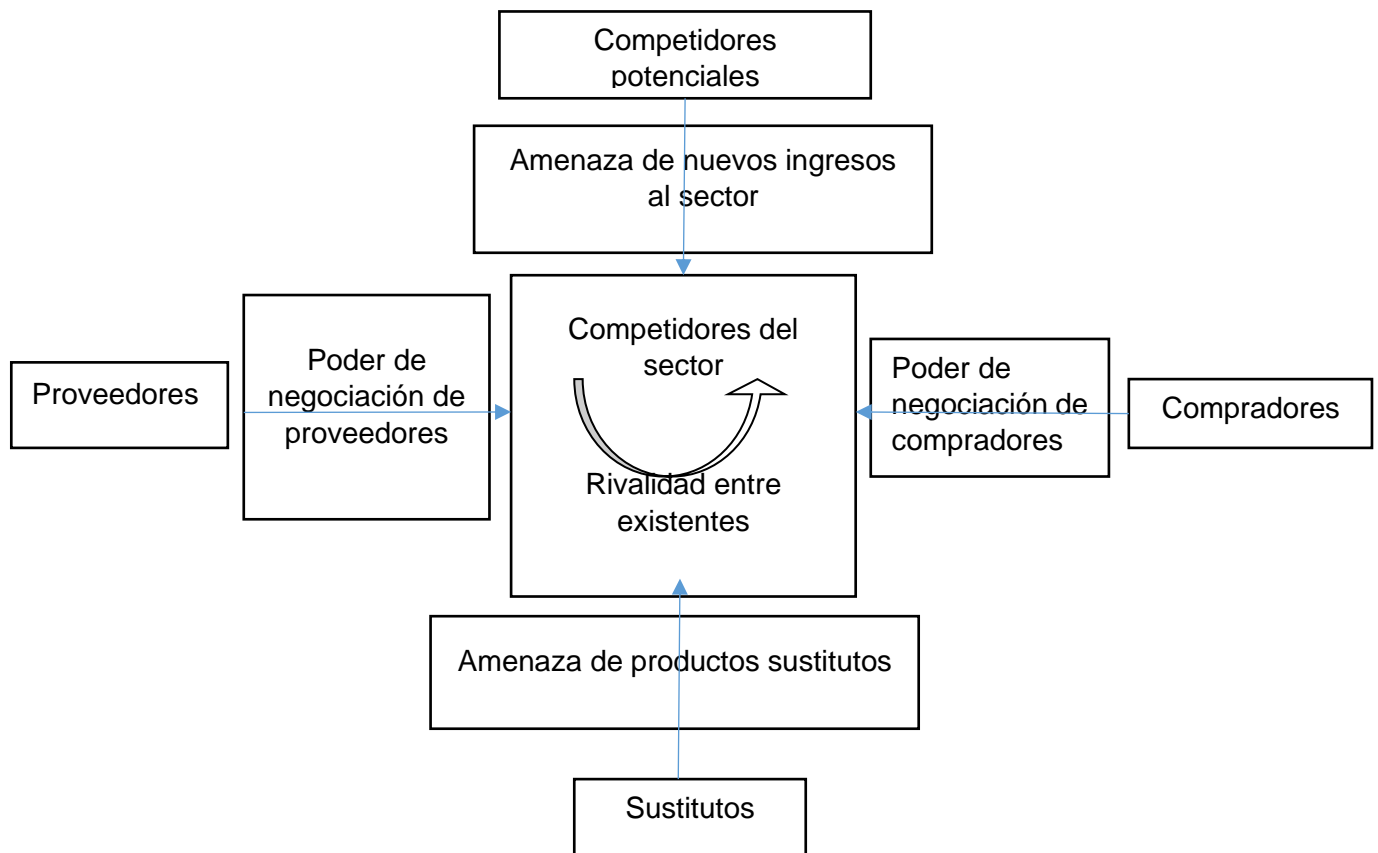 Competidores
potenciales
Amenaza de nuevos ingresos
al sector
Proveedores
Poder de
negociación de
proveedores
Competidores del
sector
Rivalidad entre
existentes
Poder de
negociación de
compradores
Compradores
Amenaza de productos sustitutos
Sustitutos